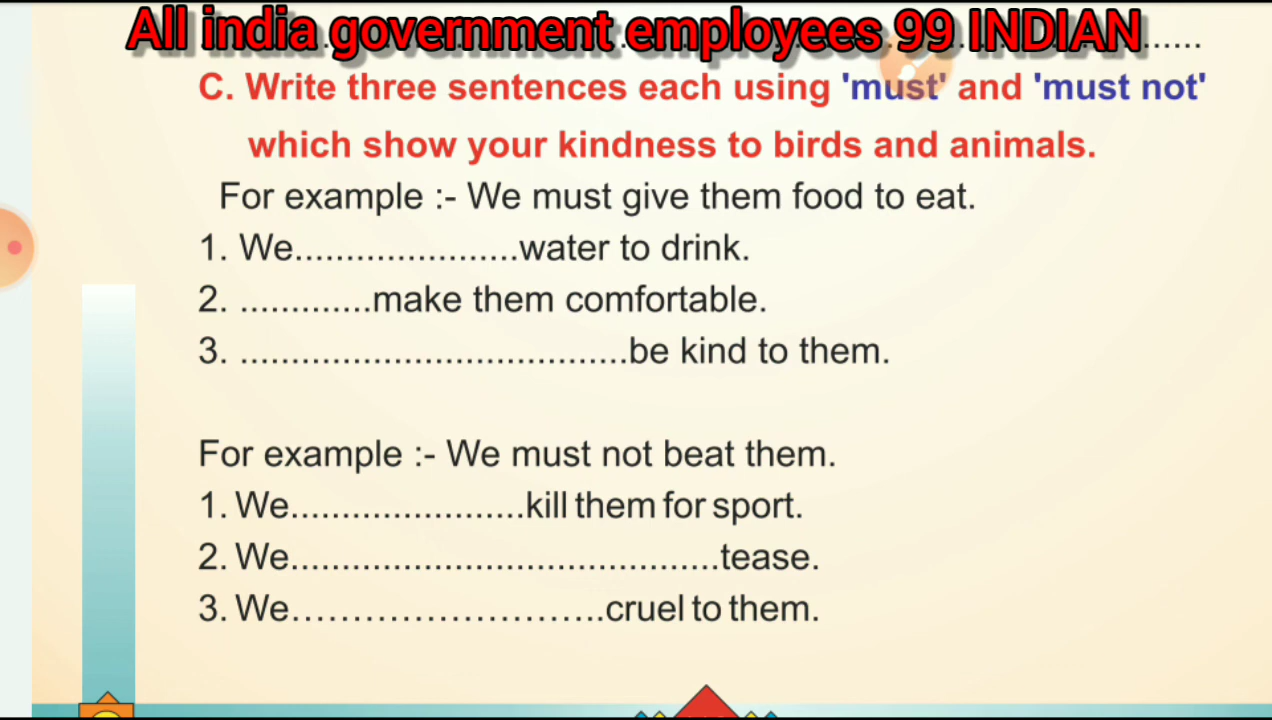 All india government employees 99 INDIAN
C. Write three sentences each using 'must' and 'must not'
which show your kindness to birds and animals.
For example :- We must give them food to eat.
1. We......................water to drink.
2. .............make them comfortable.
3. ......................................be kind to them.
For example :- We must not beat them.
1. We.......................kill them for sport.
2. We..........................................tease.
3. We……………………..cruel to them.